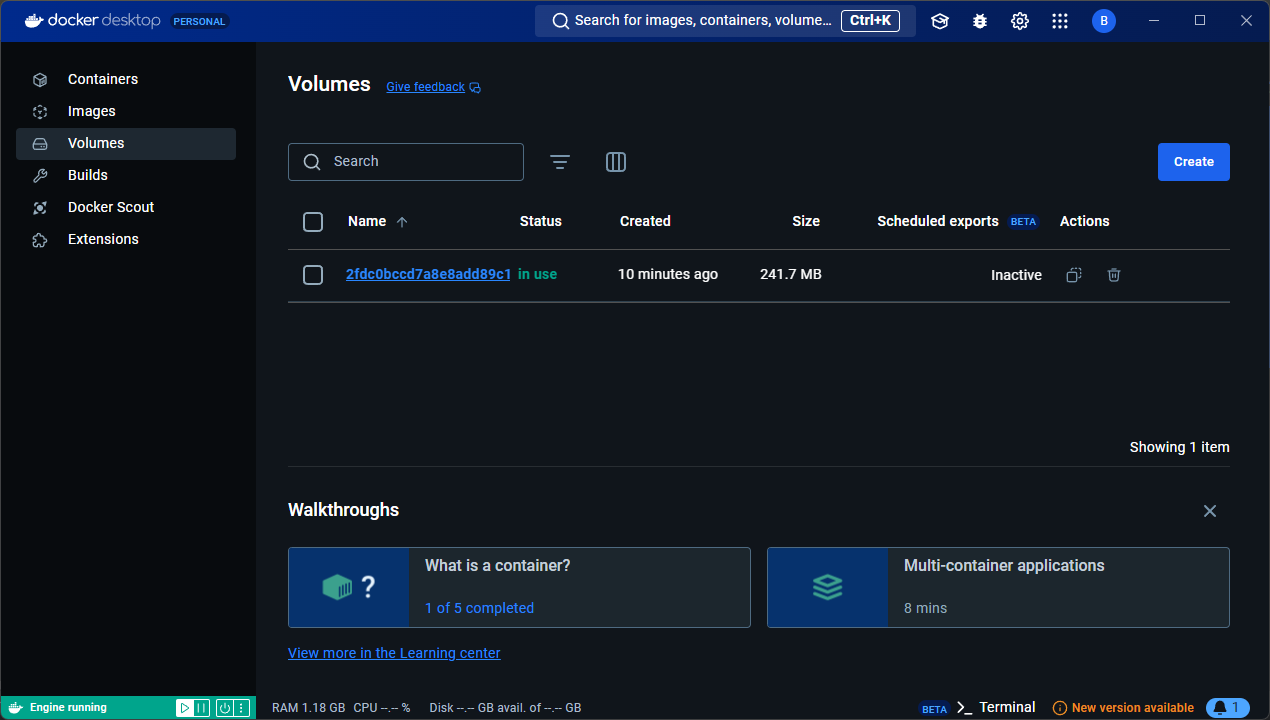 docker desktop PERSONAL
Search for images, containers, volume... Ctrl+K
B
Containers
Images
Volumes
Builds
Docker Scout
Extensions
Volumes Give feedback
Search
Create
Name Status Created Size Scheduled exports BETA Actions
2fdc0bccd7a8e8add89c1 in use 10 minutes ago 241.7 MB Inactive
Showing 1 item
Walkthroughs
?
What is a container?
1 of 5 completed
Multi-container applications
8 mins
View more in the Learning center
Engine running
RAM 1.18 GB CPU --.-- % Disk --.-- GB avail. of --.-- GB
BETA >_ Terminal
New version available
1